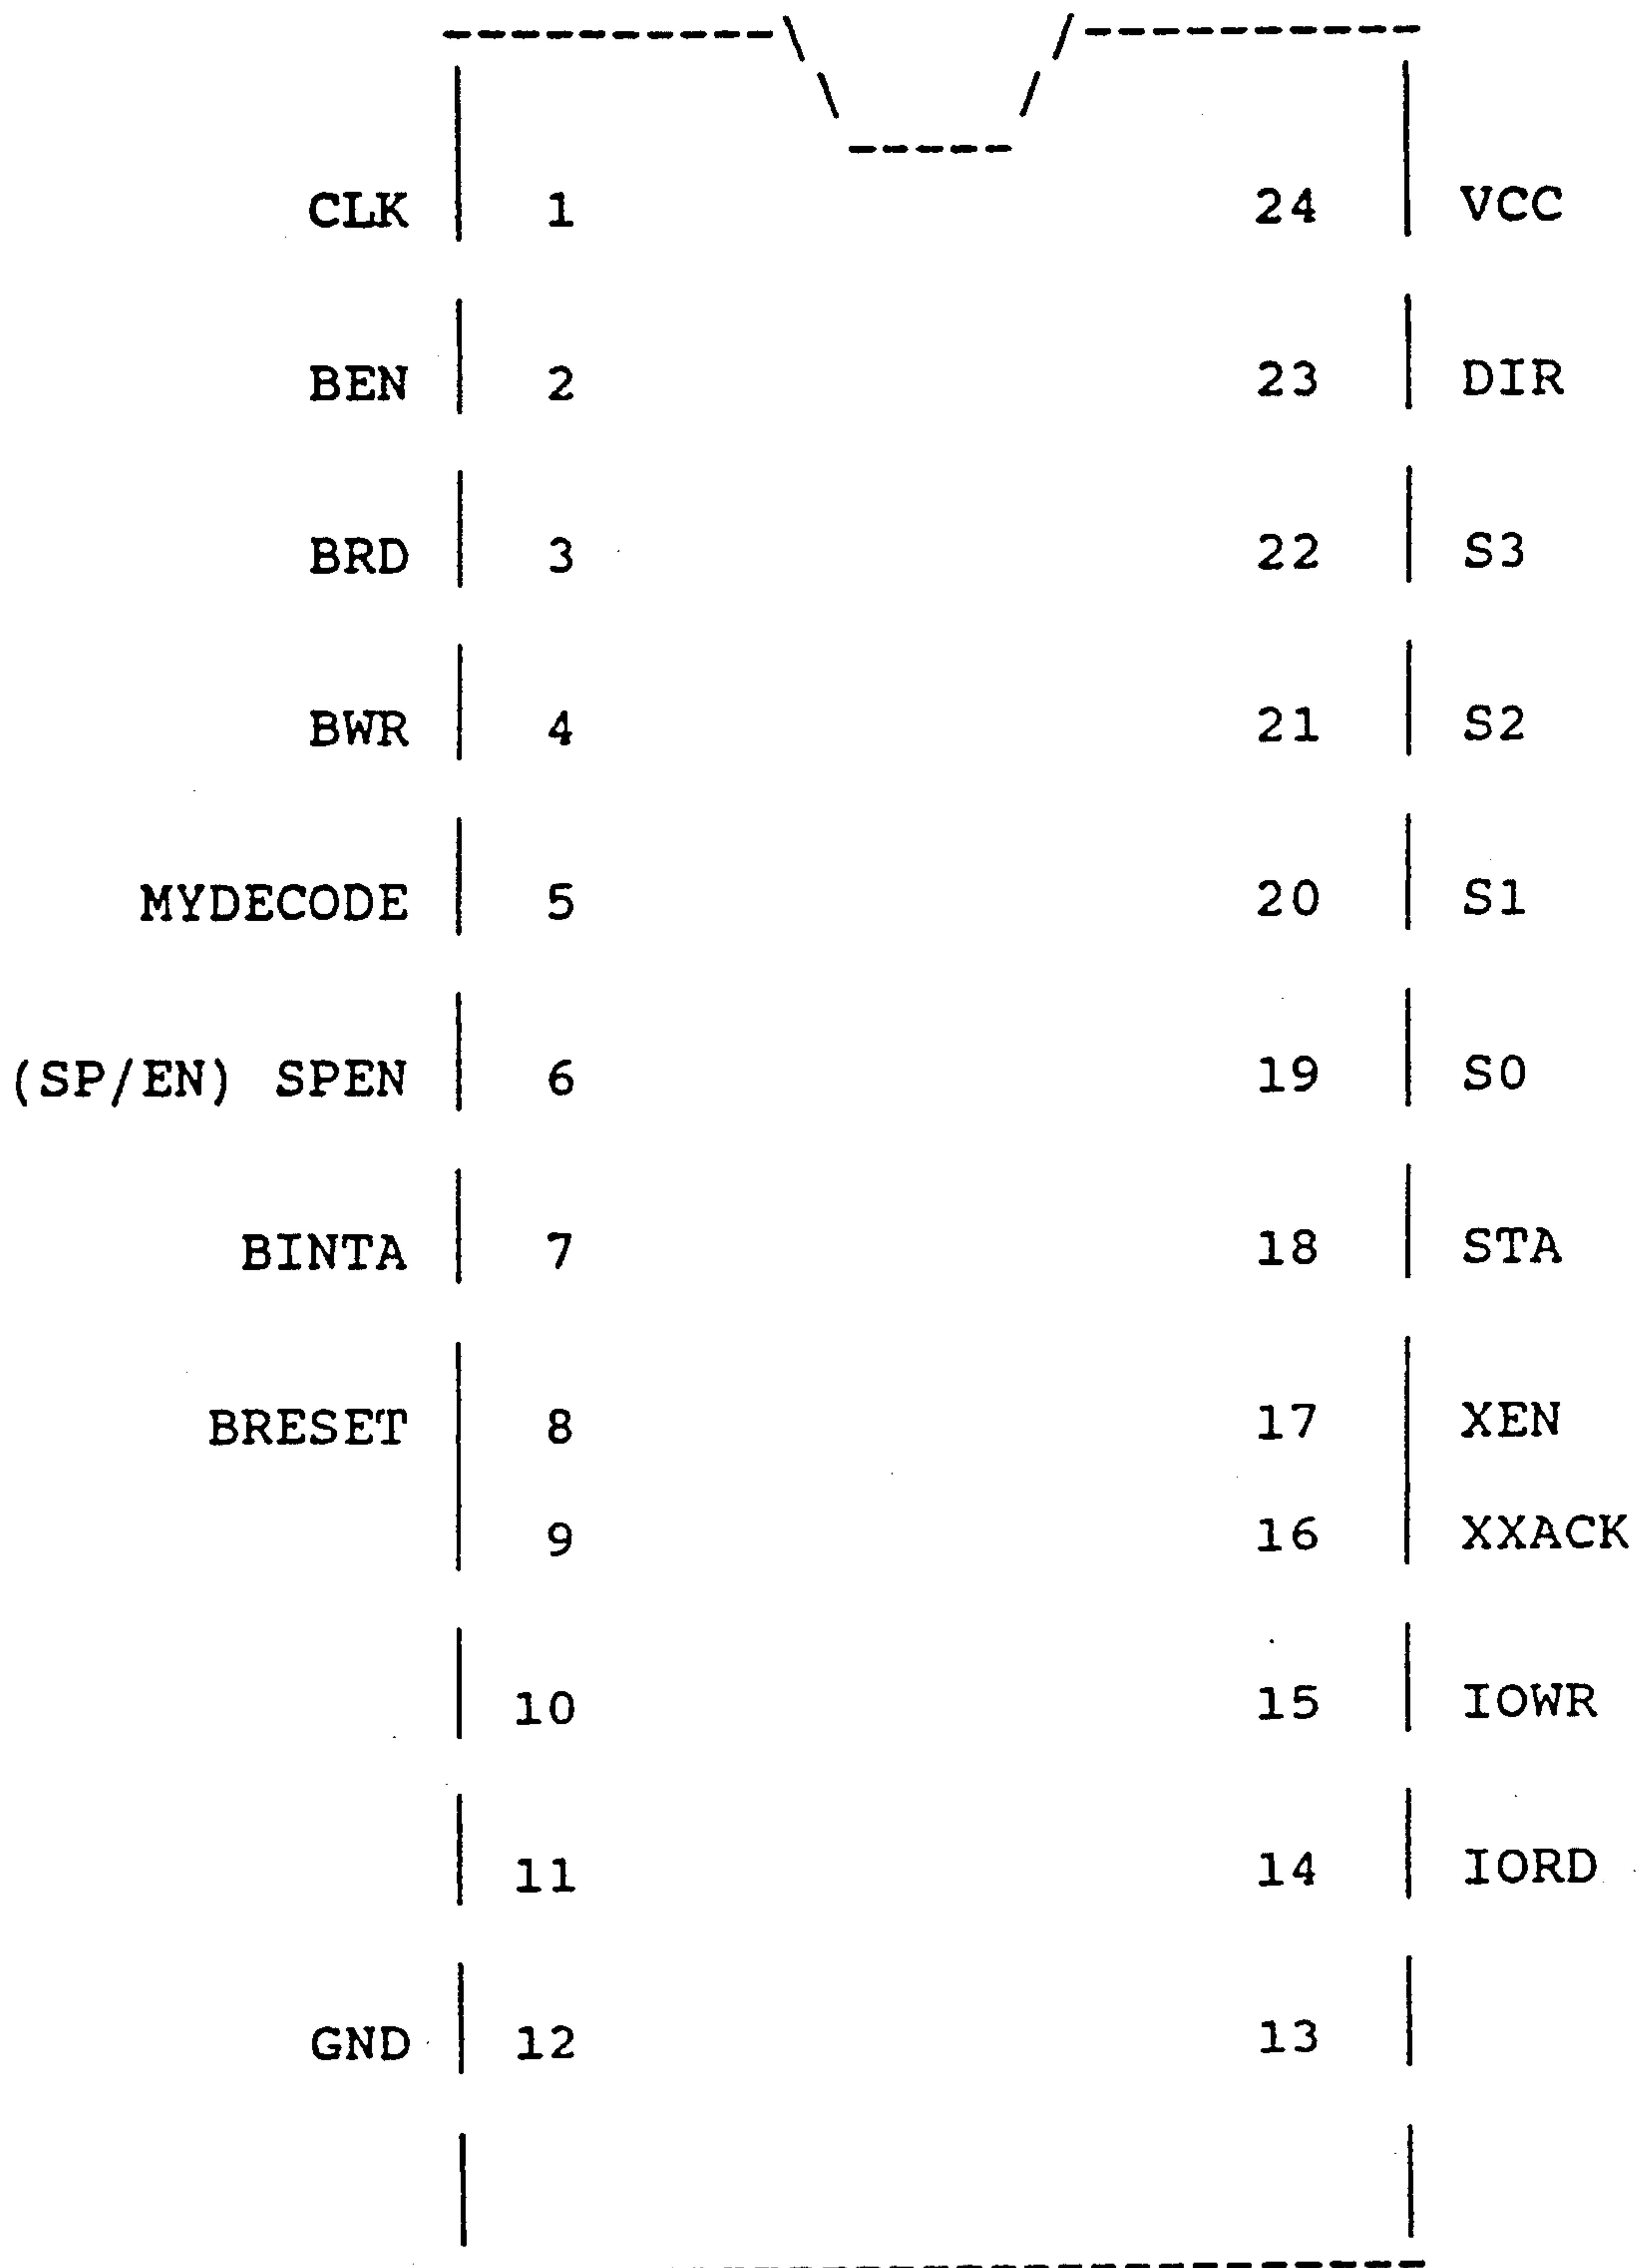 CLK 1 24 VCC
BEN 2 23 DIR
BRD 3 22 S3
BWR 4 21 S2
MYDECODE 5 20 S1
(SP/EN) SPEN 6 19 S0
BINTA 7 18 STA
BRESET 8 17 XEN
9 16 XXACK
10 15 IOWR
11 14 IORD
GND 12 13